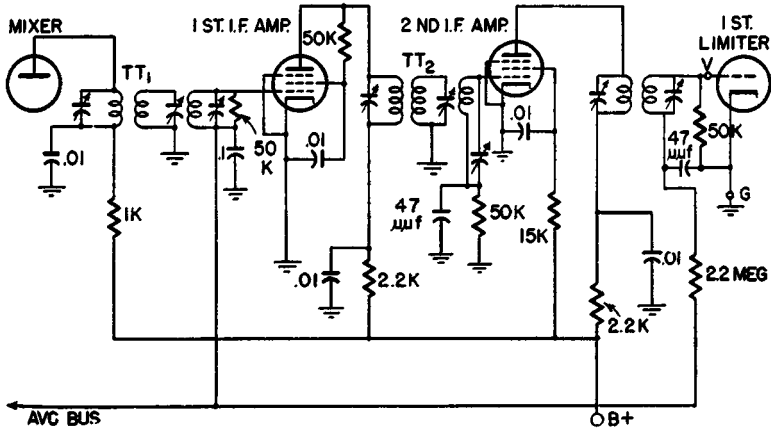 MIXER
1 ST. I.F. AMP.
50K
2 ND I.F. AMP.
1 ST. LIMITER
TT1
TT2
V
.01
.1
50 K
.01
.01
50K
47 μμf
G
1K
47 μμf
50K
15K
.01
2.2K
.01
2.2 MEG
2.2K
AVC BUS
B+